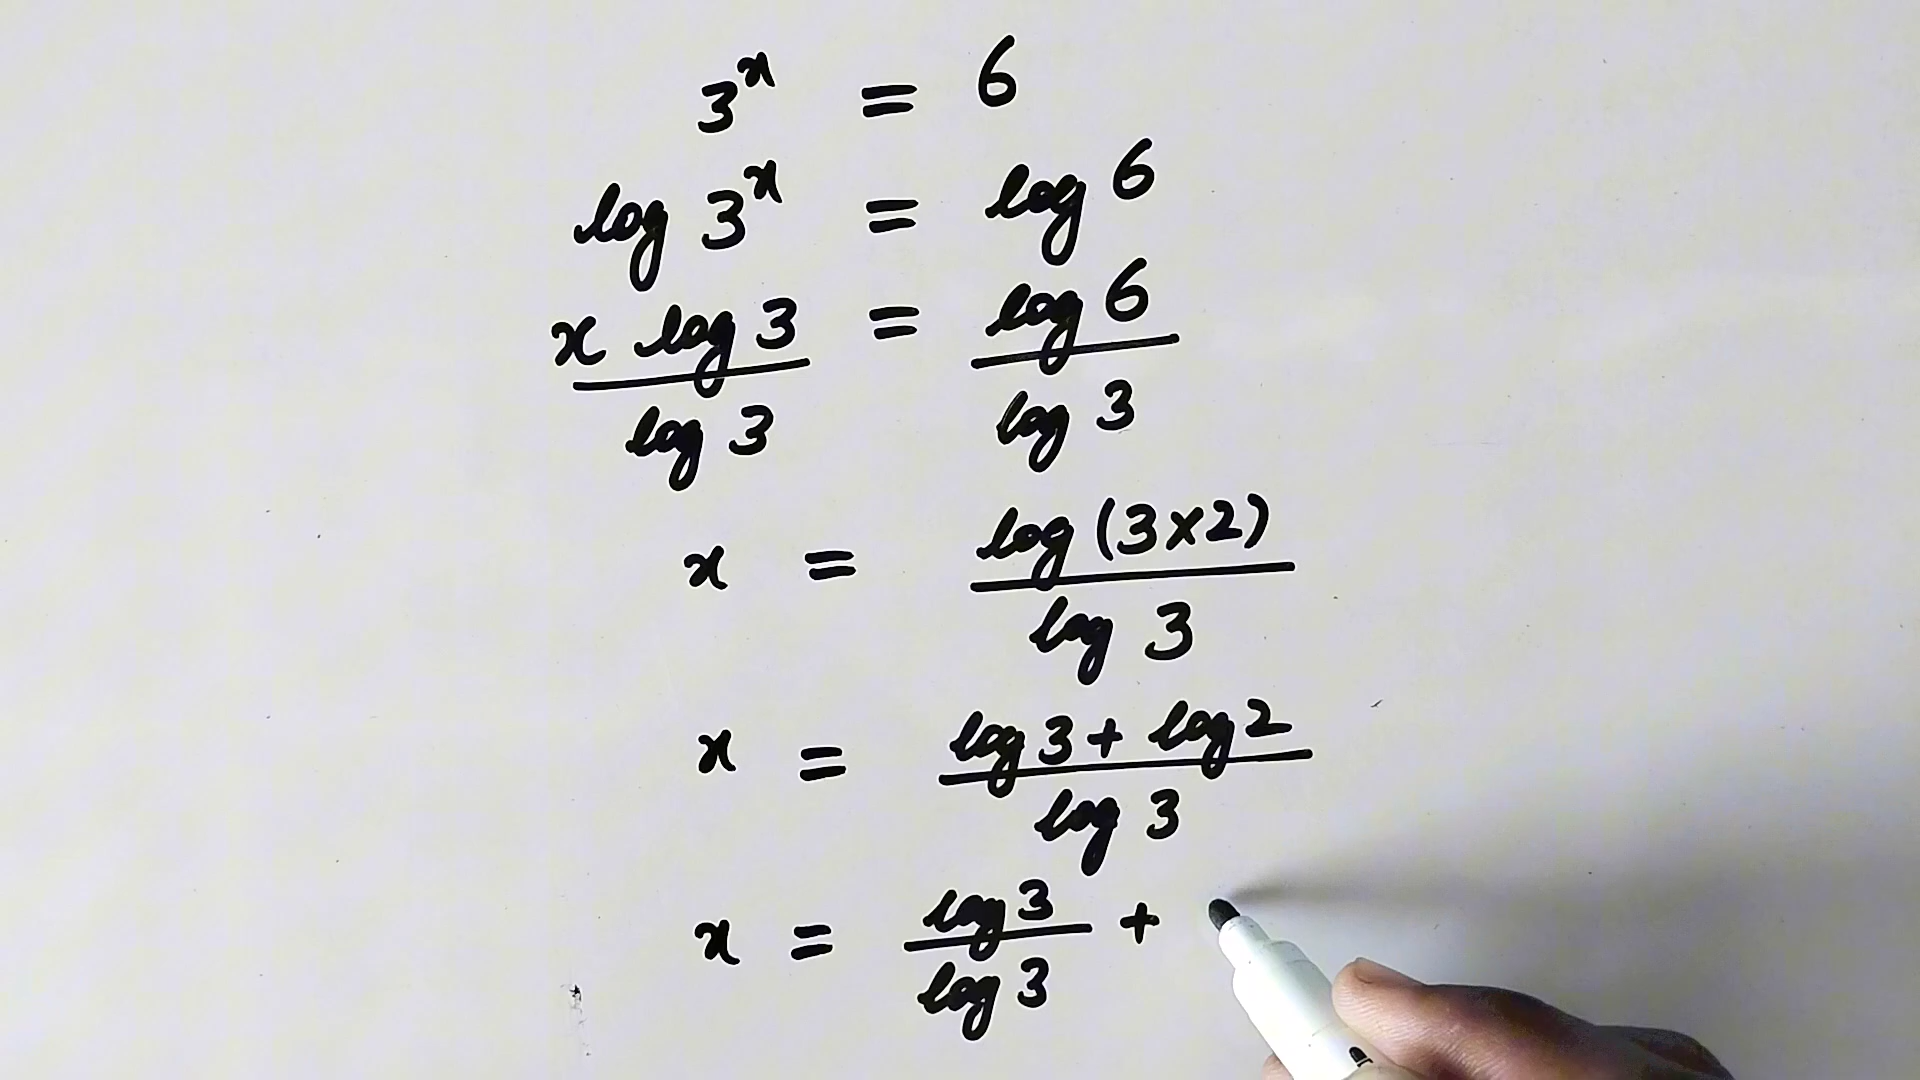 3^x = 6
log 3^x = log 6
x log 3 / log 3 = log 6 / log 3
x = log (3×2) / log 3
x = log 3 + log 2 / log 3
x = log 3 / log 3 +